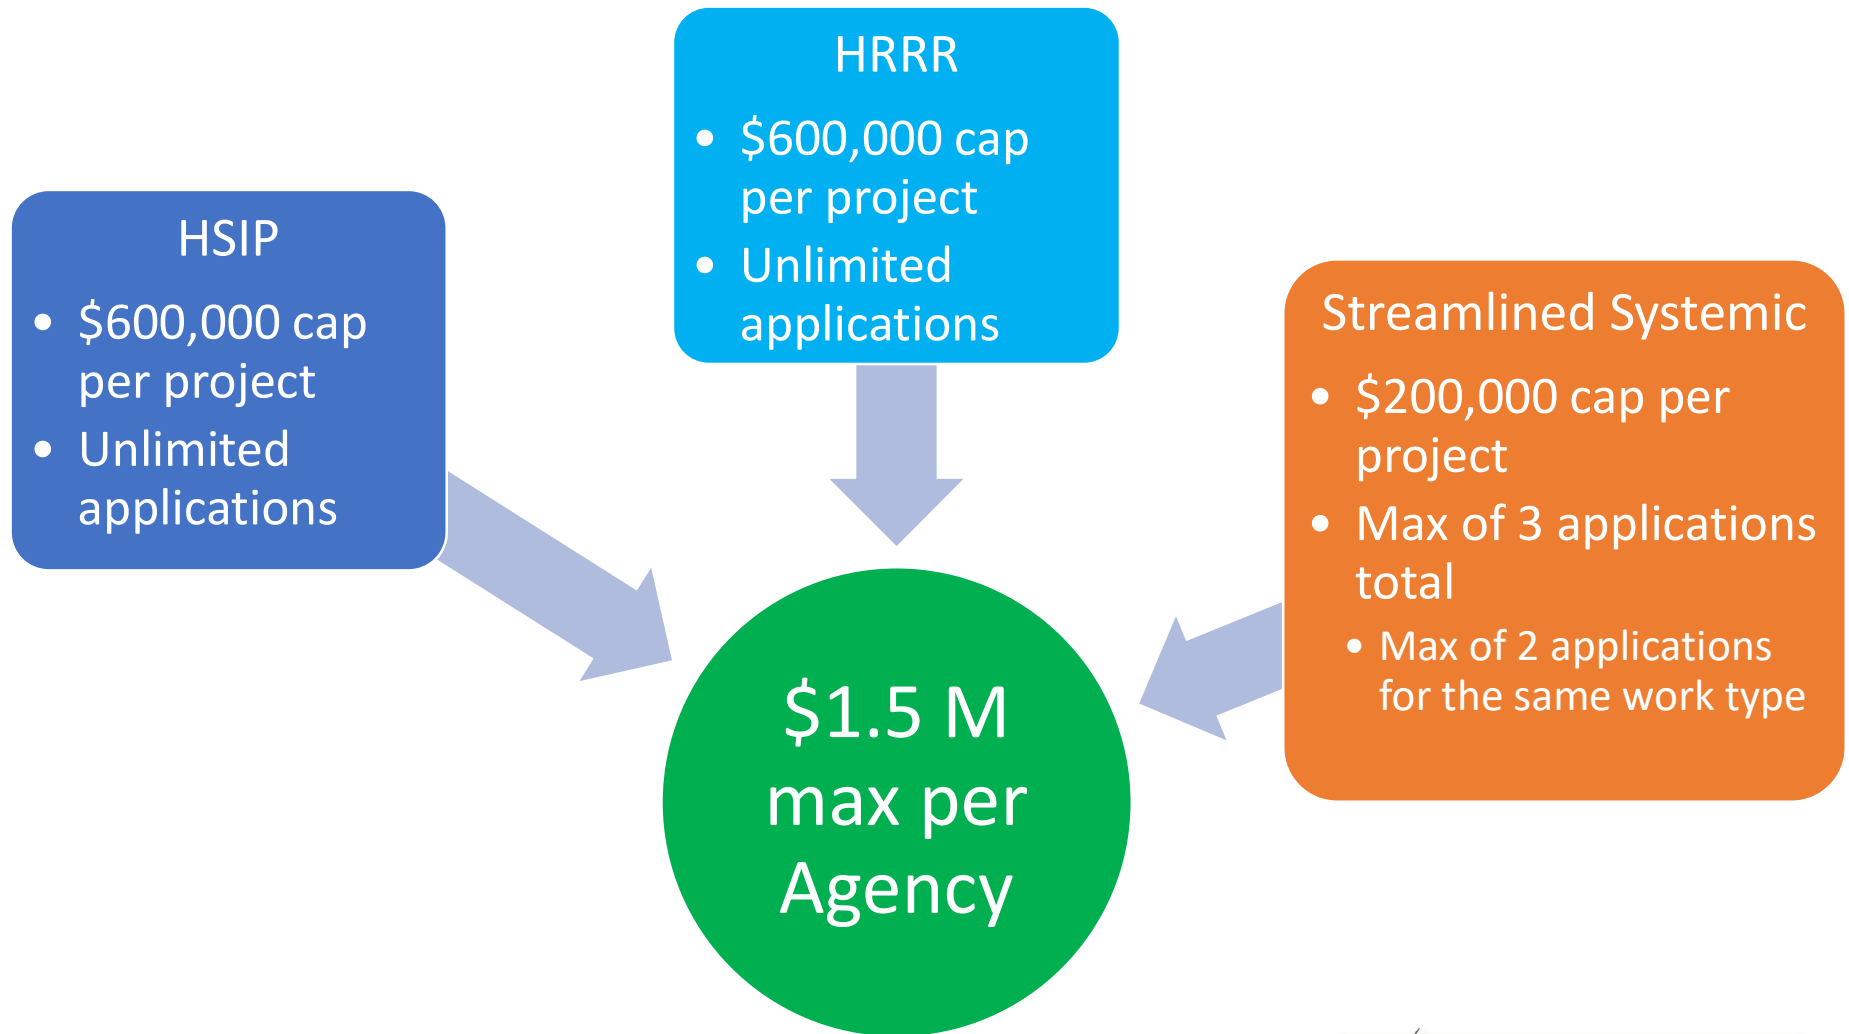 HSIP
• $600,000 cap
per project
• Unlimited
applications
HRRR
• $600,000 cap
per project
• Unlimited
applications
Streamlined Systemic
• $200,000 cap per
project
• Max of 3 applications
total
• Max of 2 applications
for the same work type
$1.5 M
max per
Agency